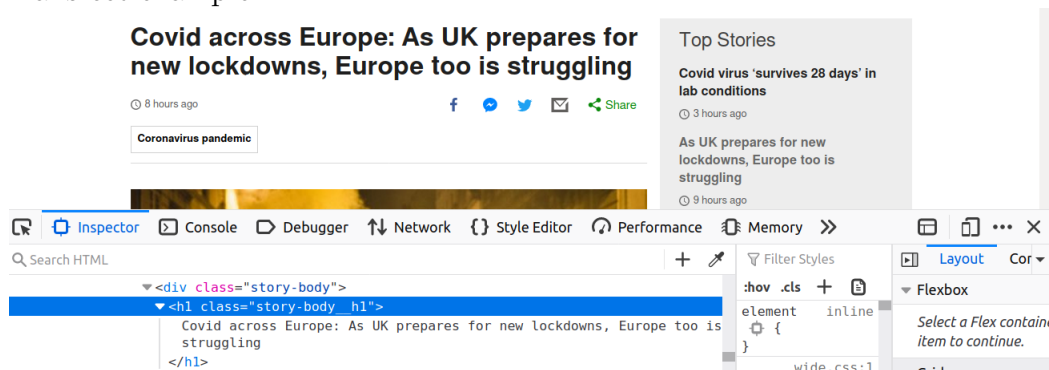 Covid across Europe: As UK prepares for
new lockdowns, Europe too is struggling
8 hours ago
Share
Coronavirus pandemic
Top Stories
Covid virus ‘survives 28 days’ in
lab conditions
3 hours ago
As UK prepares for new
lockdowns, Europe too is
struggling
9 hours ago
Inspector Console Debugger Network {} Style Editor Performance Memory
Search HTML
<div class="story-body">
<h1 class="story-body__h1">
Covid across Europe: As UK prepares for new lockdowns, Europe too is
struggling
</h1>
Filter Styles
:hov .cls
element inline
{
}
wide.css:1
Layout
Flexbox
Select a Flex
item to continue.